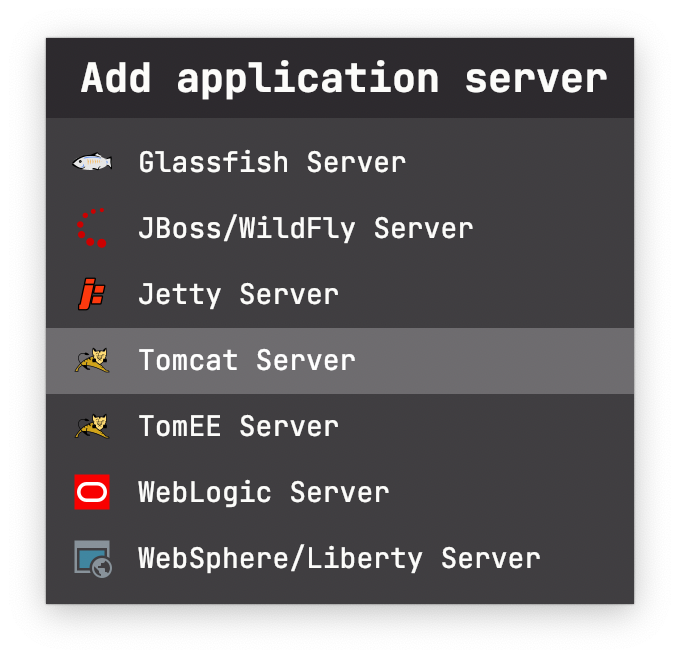 Add application server
Glassfish Server
JBoss/WildFly Server
Jetty Server
Tomcat Server
TomEE Server
WebLogic Server
WebSphere/Liberty Server